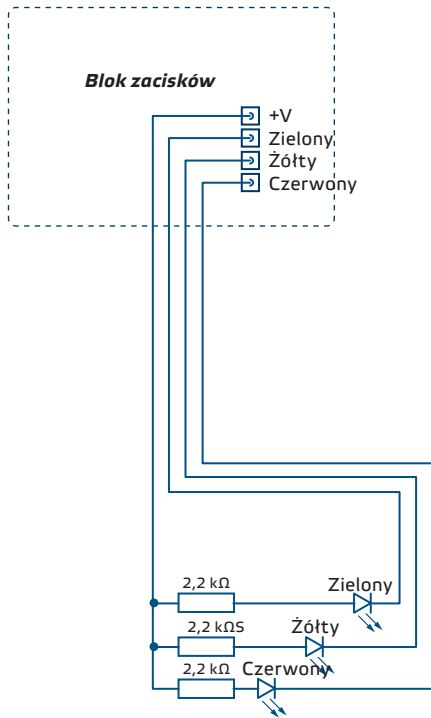 Blok zacisków
+V
Zielony
Żółty
Czerwony
2,2 kΩ
Zielony
2,2 kΩS
Żółty
2,2 kΩ
Czerwony